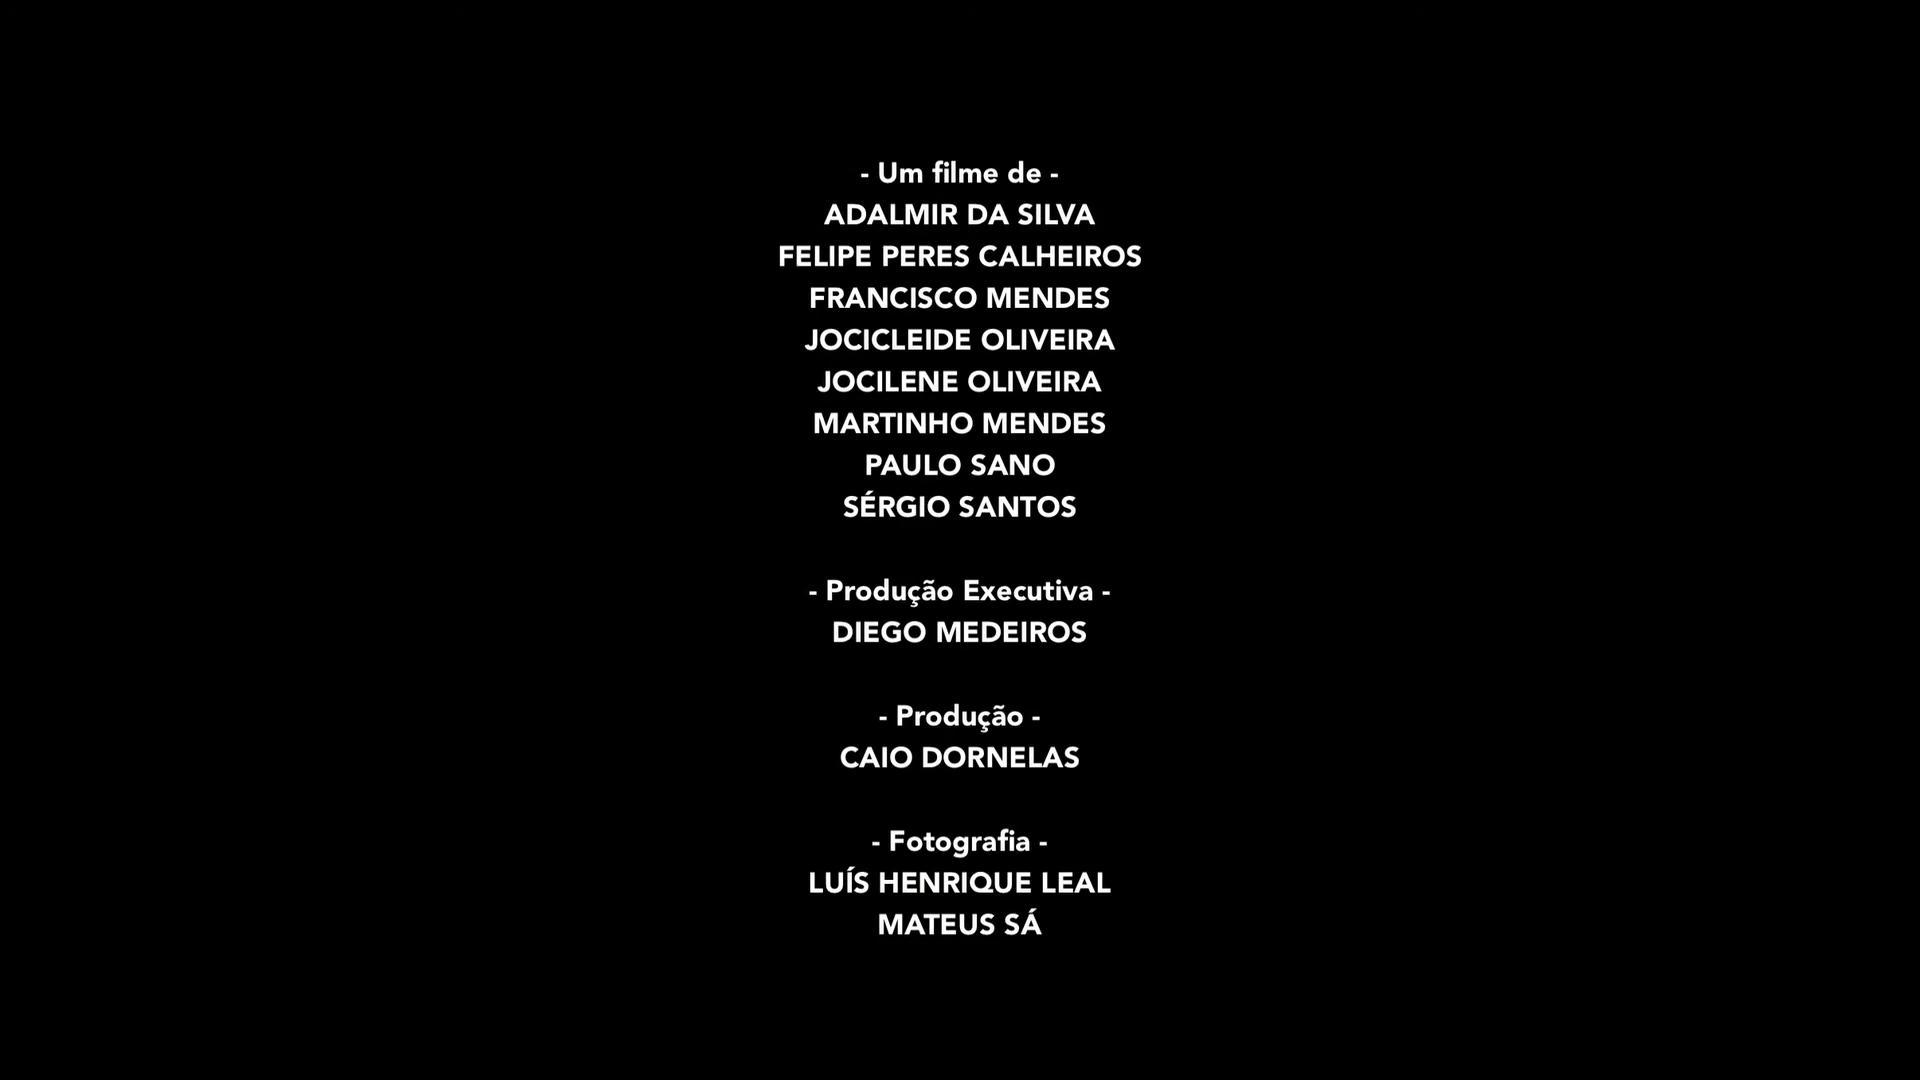 - Um filme de -
ADALMIR DA SILVA
FELIPE PERES CALHEIROS
FRANCISCO MENDES
JOCICLEIDE OLIVEIRA
JOCILENE OLIVEIRA
MARTINHO MENDES
PAULO SANO
SÉRGIO SANTOS
- Produção Executiva -
DIEGO MEDEIROS
- Produção -
CAIO DORNELAS
- Fotografia -
LUÍS HENRIQUE LEAL
MATEUS SÁ